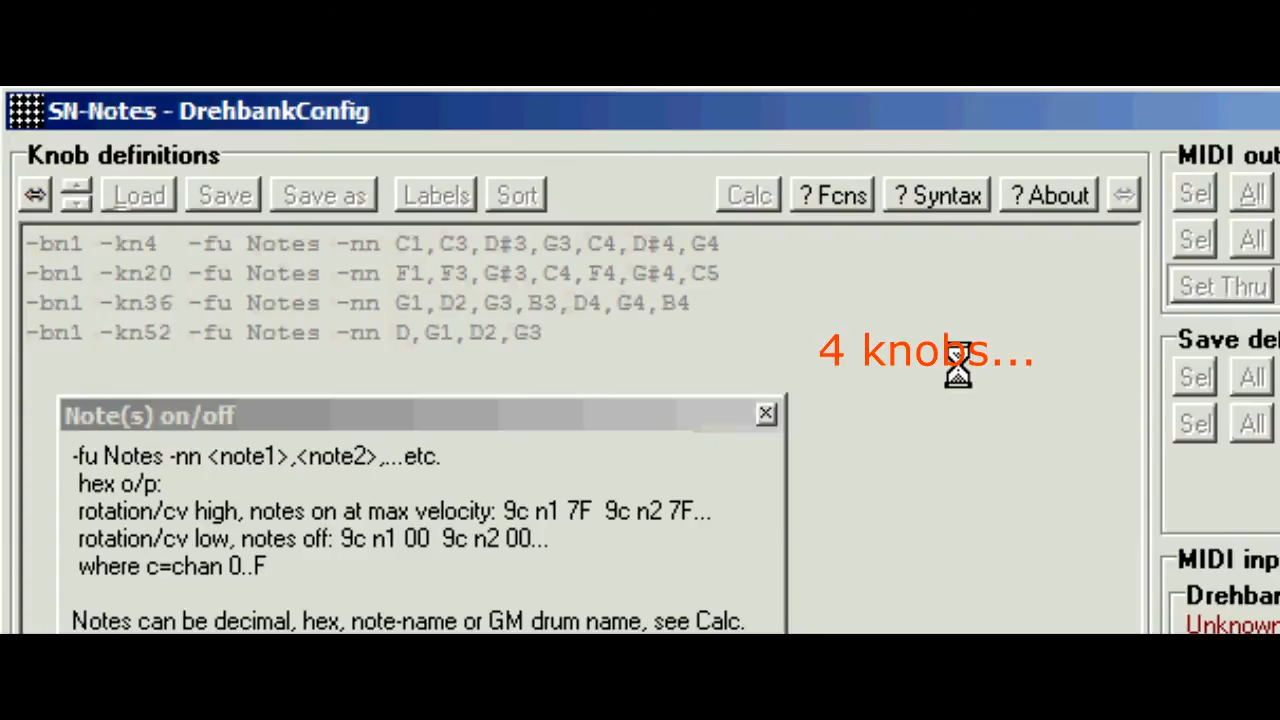 SN-Notes - DrehbankConfig
Knob definitions
Load Save Save as Labels Sort Calc ? Fcns ? Syntax ? About
-bn1 -kn4 -fu Notes -nn C1,C3,D#3,G3,C4,D#4,G4
-bn1 -kn20 -fu Notes -nn F1,F3,G#3,C4,F4,G#4,C5
-bn1 -kn36 -fu Notes -nn G1,D2,G3,B3,D4,G4,B4
-bn1 -kn52 -fu Notes -nn D,G1,D2,G3
4 knobs...
Note(s) on/off
-fu Notes -nn <note1>,<note2>,...etc.
hex o/p:
rotation/cv high, notes on at max velocity: 9c n1 7F 9c n2 7F...
rotation/cv low, notes off: 9c n1 00 9c n2 00...
where c=chan 0..F
Notes can be decimal, hex, note-name or GM drum name, see Calc.
MIDI out
Sel All
Sel All
Set Thru
Save def
Sel All
Sel All
MIDI inp
Drehban
Unknown